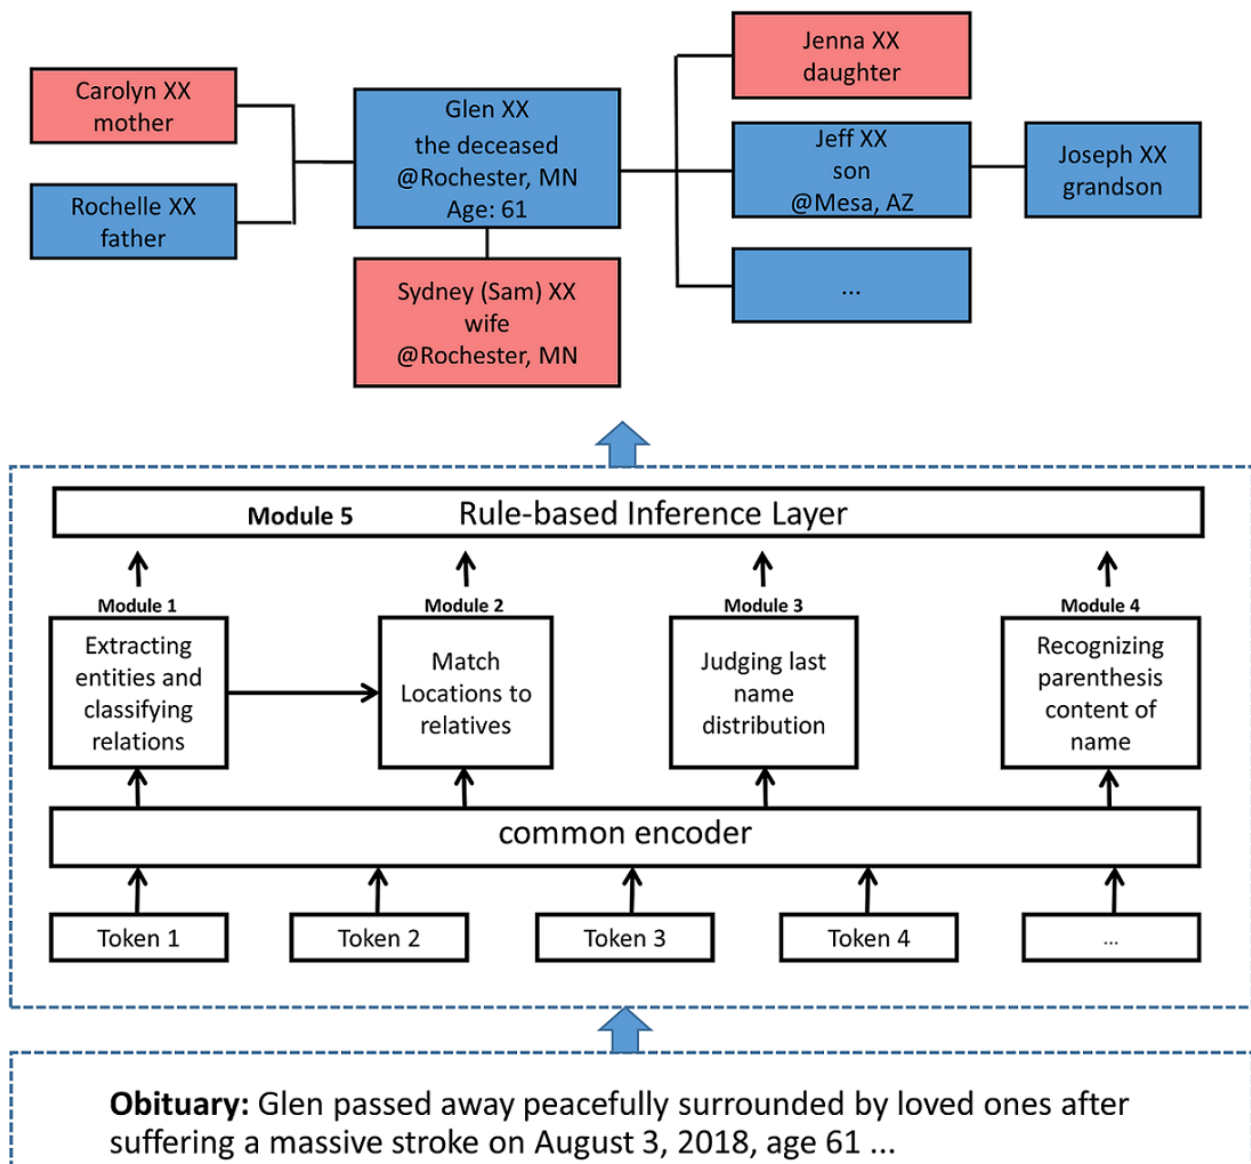 Carolyn XX
mother
Rochelle XX
father
Glen XX
the deceased
@Rochester, MN
Age: 61
Sydney (Sam) XX
wife
@Rochester, MN
Jenna XX
daughter
Jeff XX
son
@Mesa, AZ
...
Joseph XX
grandson
Module 5 Rule-based Inference Layer
Module 1
Extracting
entities and
classifying
relations
Module 2
Match
Locations to
relatives
Module 3
Judging last
name
distribution
Module 4
Recognizing
parenthesis
content of
name
common encoder
Token 1
Token 2
Token 3
Token 4
...
Obituary: Glen passed away peacefully surrounded by loved ones after
suffering a massive stroke on August 3, 2018, age 61 ...